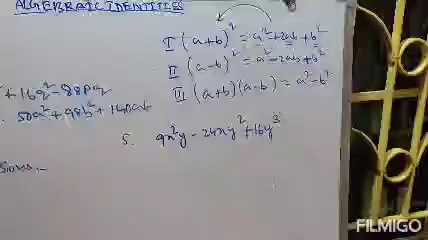 ALGEBRAIC IDENTITIES
I (a+b)² = a²+2ab+b²
II (a-b)² = a²-2ab+b²
III (a+b)(a-b) = a²-b²
+16q²-88pq
50a²+98b²+140ab
5. 9x²y - 24xy² + 16y³
FILMIGO